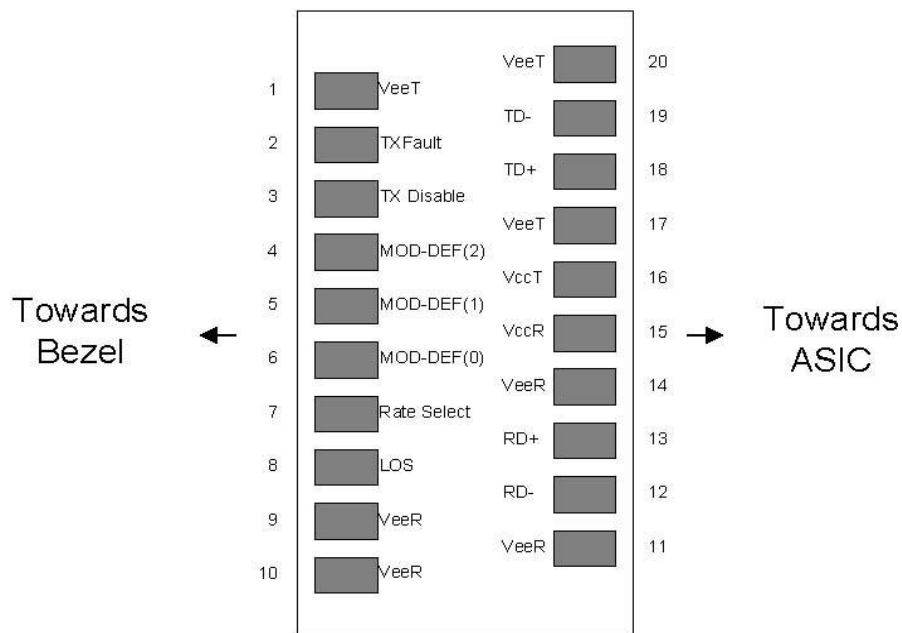 1 VeeT
2 TXFault
3 TX Disable
4 MOD-DEF(2)
5 MOD-DEF(1)
6 MOD-DEF(0)
7 Rate Select
8 LOS
9 VeeR
10 VeeR
VeeT 20
TD- 19
TD+ 18
VeeT 17
VccT 16
VccR 15
VeeR 14
RD+ 13
RD- 12
VeeR 11
Towards
Bezel
Towards
ASIC